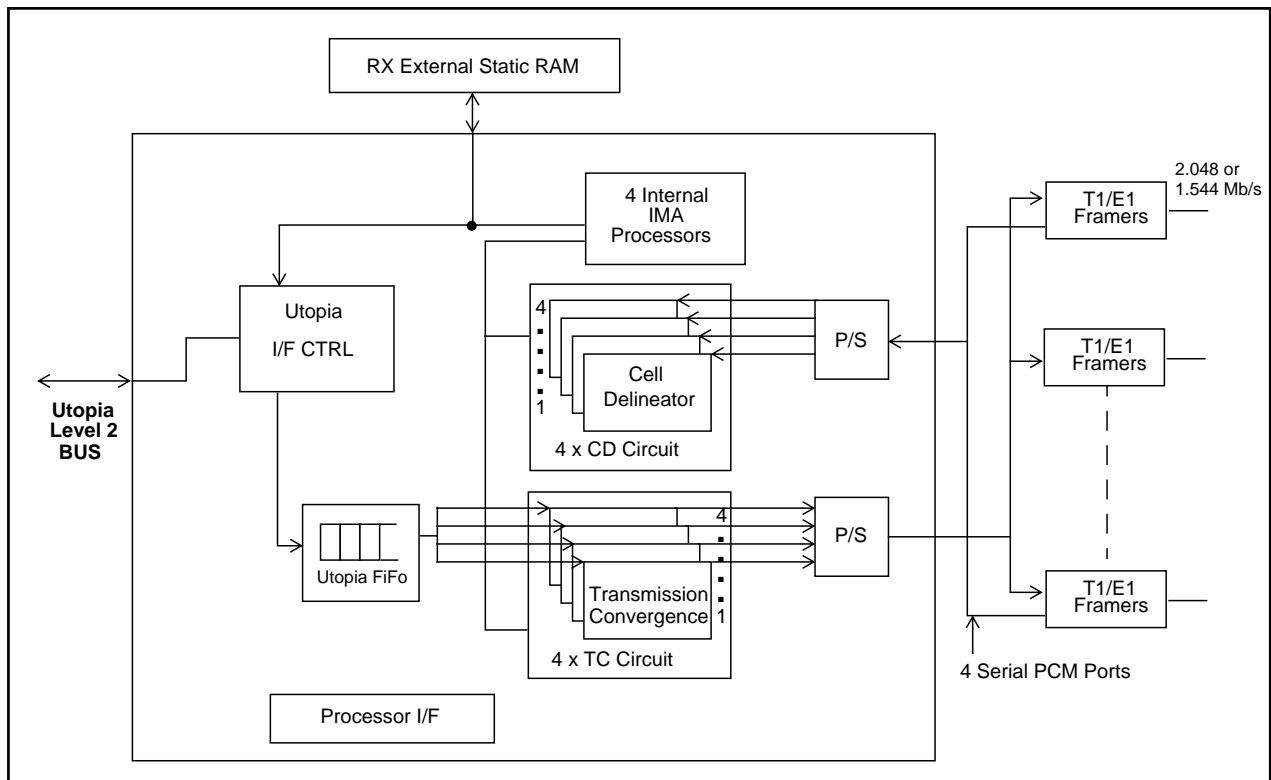 RX External Static RAM
2.048 or
1.544 Mb/s
4 Internal
IMA
Processors
T1/E1
Framers
Utopia
I/F CTRL
4
1
Cell
Delineator
4 x CD Circuit
P/S
T1/E1
Framers
Utopia
Level 2
BUS
Utopia FiFo
4
1
Transmission
Convergence
4 x TC Circuit
P/S
T1/E1
Framers
4 Serial PCM Ports
Processor I/F